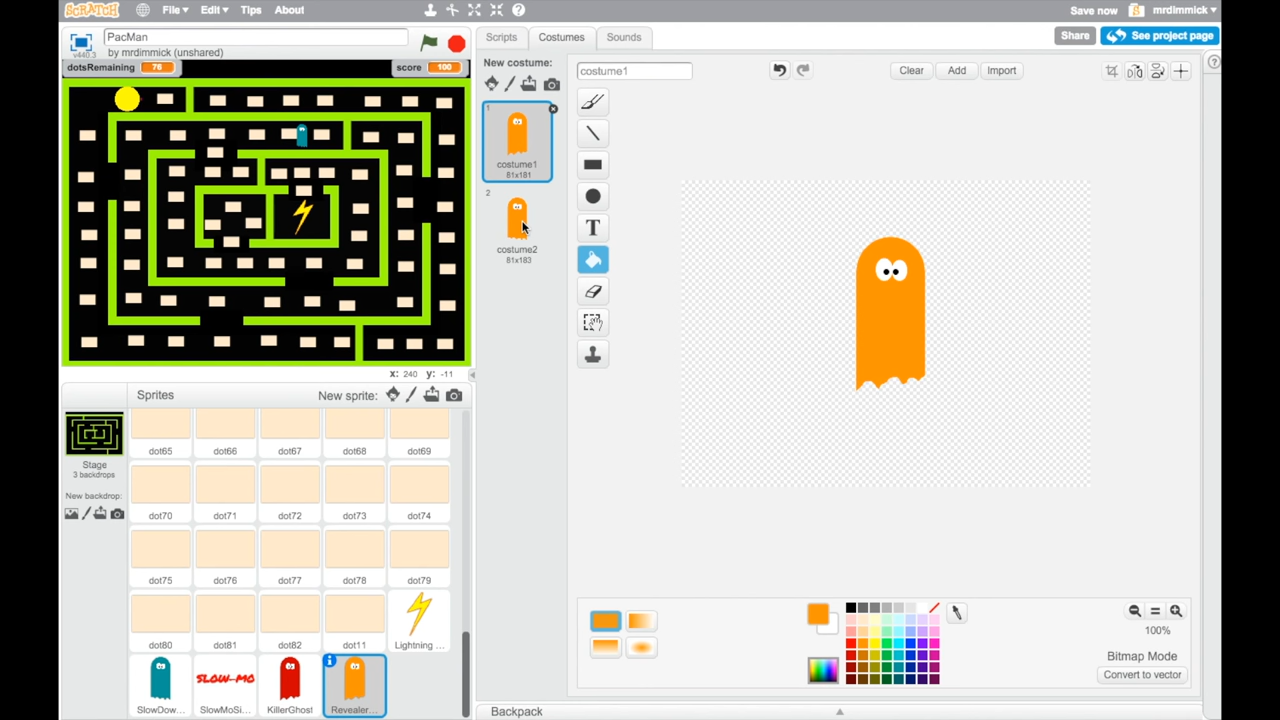 SCRATCH File▾ Edit▾ Tips About Save now mrdimmick▾
v440.3
PacMan
by mrdimmick (unshared)
Scripts Costumes Sounds
Share See project page
dotsRemaining 76 score 100
New costume:
costume1
Clear Add Import
1
costume1
81x181
2
costume2
81x183
T
x: 240 y: -11
Sprites New sprite:
Stage
3 backdrops
New backdrop:
dot65 dot66 dot67 dot68 dot69
dot70 dot71 dot72 dot73 dot74
dot75 dot76 dot77 dot78 dot79
dot80 dot81 dot82 dot11 Lightning ...
SLOW-MO
SlowDow... SlowMoSi... KillerGhost Revealer...
100%
Bitmap Mode
Convert to vector
Backpack